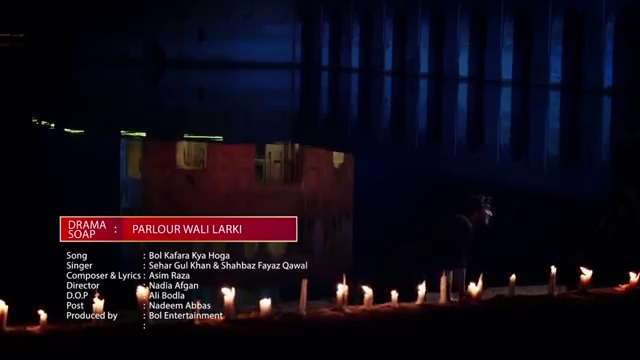 DRAMA SOAP : PARLOUR WALI LARKI
Song : Bol Kafara Kya Hoga
Singer : Sehar Gul Khan & Shahbaz Fayaz Qawal
Composer & Lyrics : Asim Raza
Director : Nadia Afgan
D.O.P : Ali Bodla
Post : Nadeem Abbas
Produced by : Bol Entertainment
: